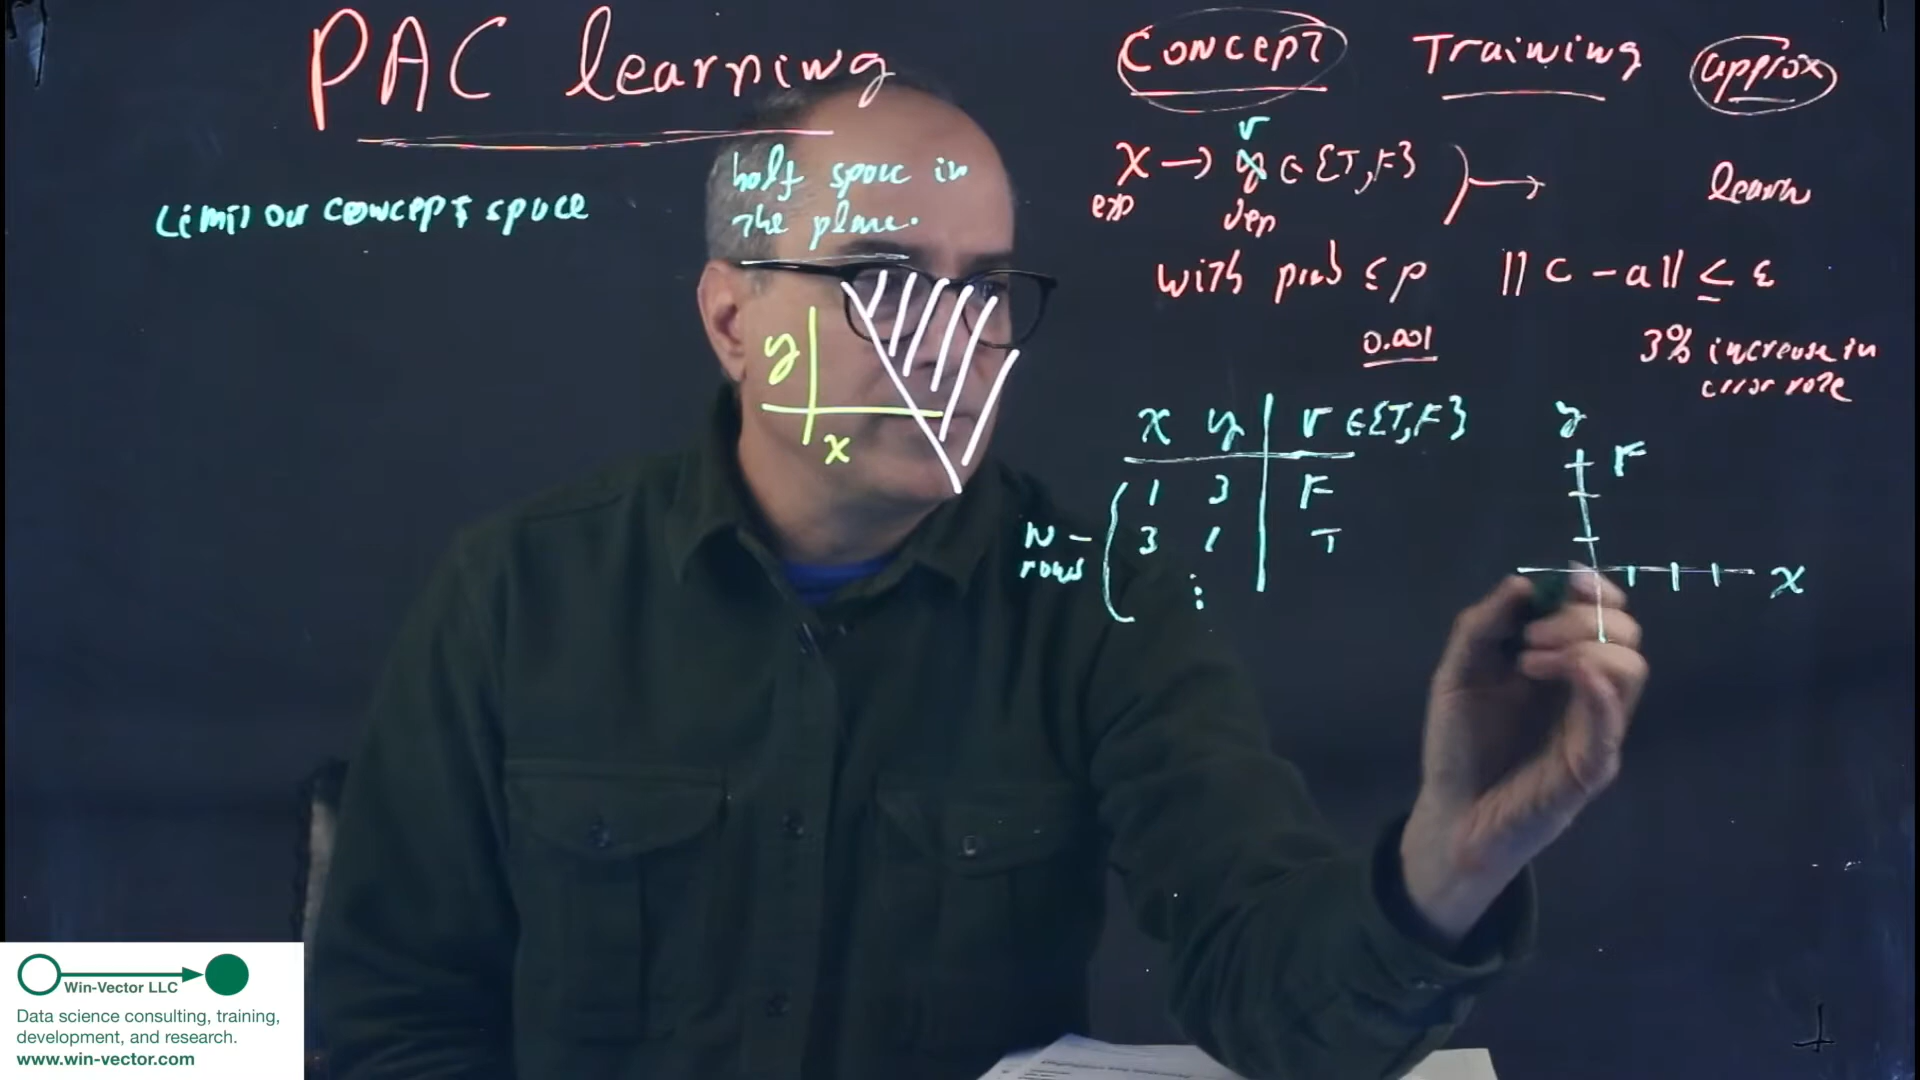 PAC learning
Concept Training approx
x → y ∈ {T, F} → learn
v
exp dep
with prob ≤ p ||c - a|| ≤ ε
0.001 3% increase in
error rate
Limit our concept space
half space in
the plane.
y
x
x y | v ∈ {T, F}
1 3 | F
3 1 | T
⋮
N -
rows
y
F
x
Win-Vector LLC
Data science consulting, training,
development, and research.
www.win-vector.com